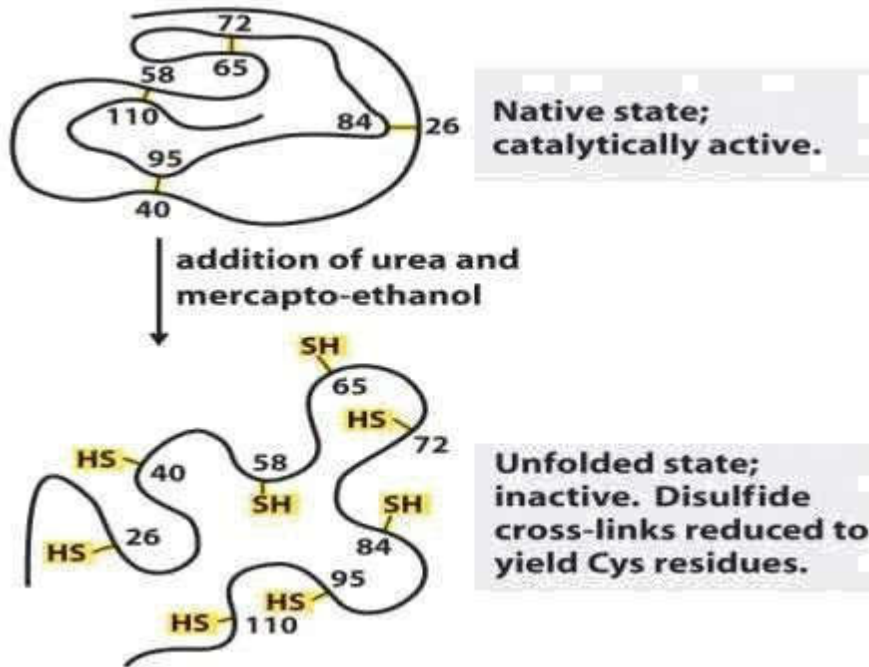 72
65
58
110
84
26
95
40
Native state;
catalytically active.
addition of urea and
mercapto-ethanol
SH
65
HS
72
HS
40
58
SH
SH
84
HS
26
95
HS
HS
110
Unfolded state;
inactive. Disulfide
cross-links reduced to
yield Cys residues.